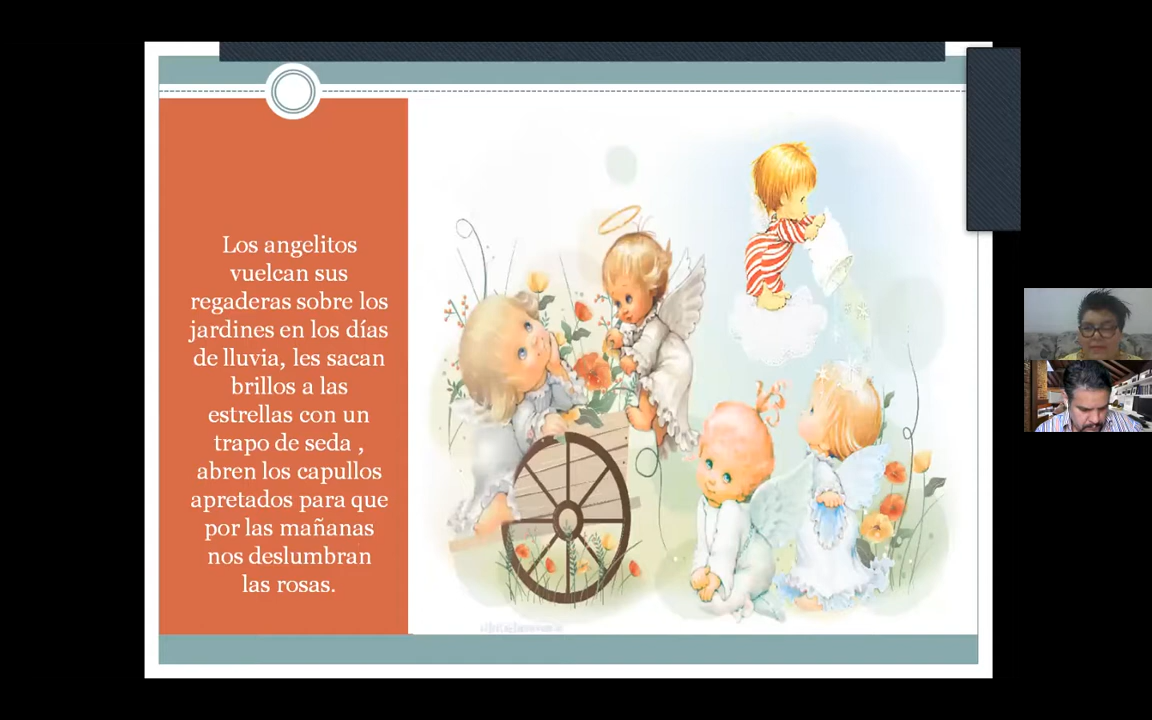 Los angelitos
vuelcan sus
regaderas sobre los
jardines en los días
de lluvia, les sacan
brillos a las
estrellas con un
trapo de seda ,
abren los capullos
apretados para que
por las mañanas
nos deslumbran
las rosas.